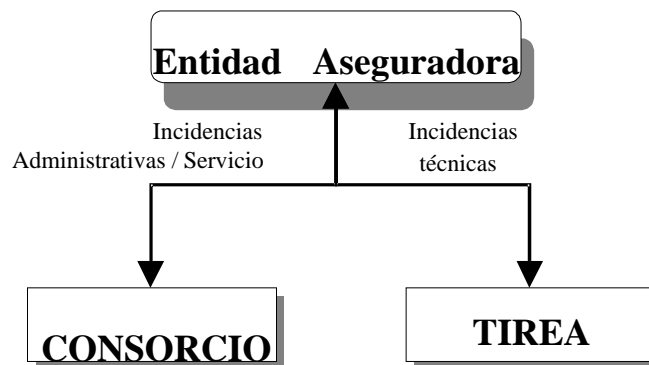 Entidad Aseguradora
Incidencias
Administrativas / Servicio
Incidencias
técnicas
CONSORCIO
TIREA